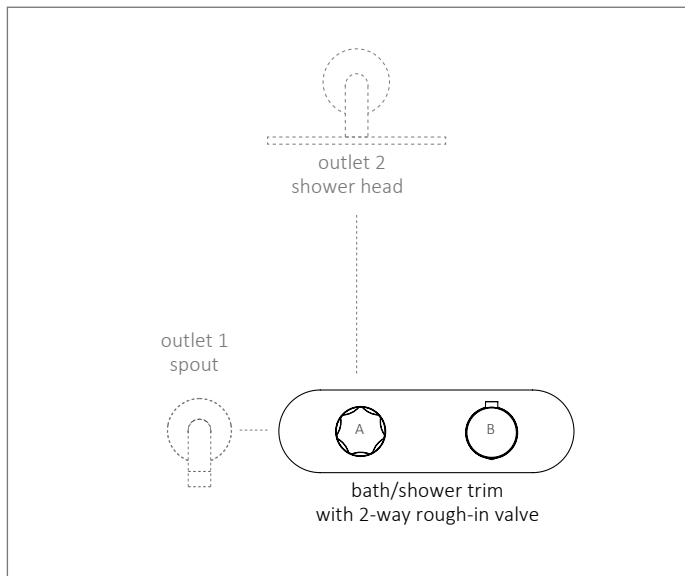 outlet 2
shower head
outlet 1
spout
A
B
bath/shower trim
with 2-way rough-in valve